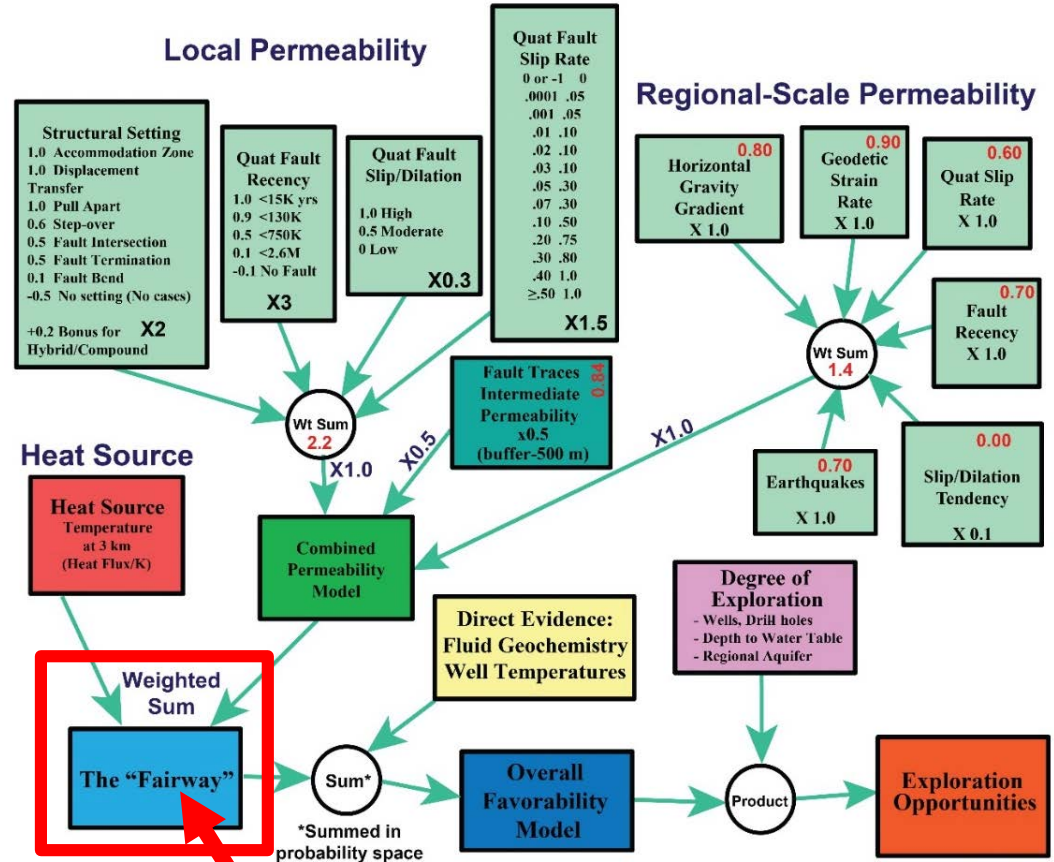 Local Permeability
Structural Setting
1.0 Accommodation Zone
1.0 Displacement
Transfer
1.0 Pull Apart
0.6 Step-over
0.5 Fault Intersection
0.5 Fault Termination
0.1 Fault Bend
-0.5 No setting (No cases)
+0.2 Bonus for
Hybrid/Compound
X2
Quat Fault
Recency
1.0 <15K yrs
0.9 <130K
0.5 <750K
0.1 <2.6M
-0.1 No Fault
X3
Quat Fault
Slip/Dilation
1.0 High
0.5 Moderate
0 Low
X0.3
Quat Fault
Slip Rate
0 or -1 0
.0001 .05
.001 .05
.01 .10
.02 .10
.03 .10
.05 .30
.07 .30
.10 .50
.20 .75
.30 .80
.40 1.0
≥.50 1.0
X1.5
Regional-Scale Permeability
0.80
Horizontal
Gravity
Gradient
X 1.0
0.90
Geodetic
Strain
Rate
X 1.0
0.60
Quat Slip
Rate
X 1.0
0.70
Fault
Recency
X 1.0
0.00
Slip/Dilation
Tendency
X 0.1
0.70
Earthquakes
X 1.0
Wt Sum
1.4
X1.0
Wt Sum
2.2
X1.0
Fault Traces
Intermediate
Permeability
x0.5
(buffer-500 m)
0.84
X0.5
Heat Source
Heat Source
Temperature
at 3 km
(Heat Flux/K)
Combined
Permeability
Model
Direct Evidence:
Fluid Geochemistry
Well Temperatures
Degree of
Exploration
- Wells, Drill holes
- Depth to Water Table
- Regional Aquifer
Weighted
Sum
The “Fairway”
Sum*
*Summed in
probability space
Overall
Favorability
Model
Product
Exploration
Opportunities